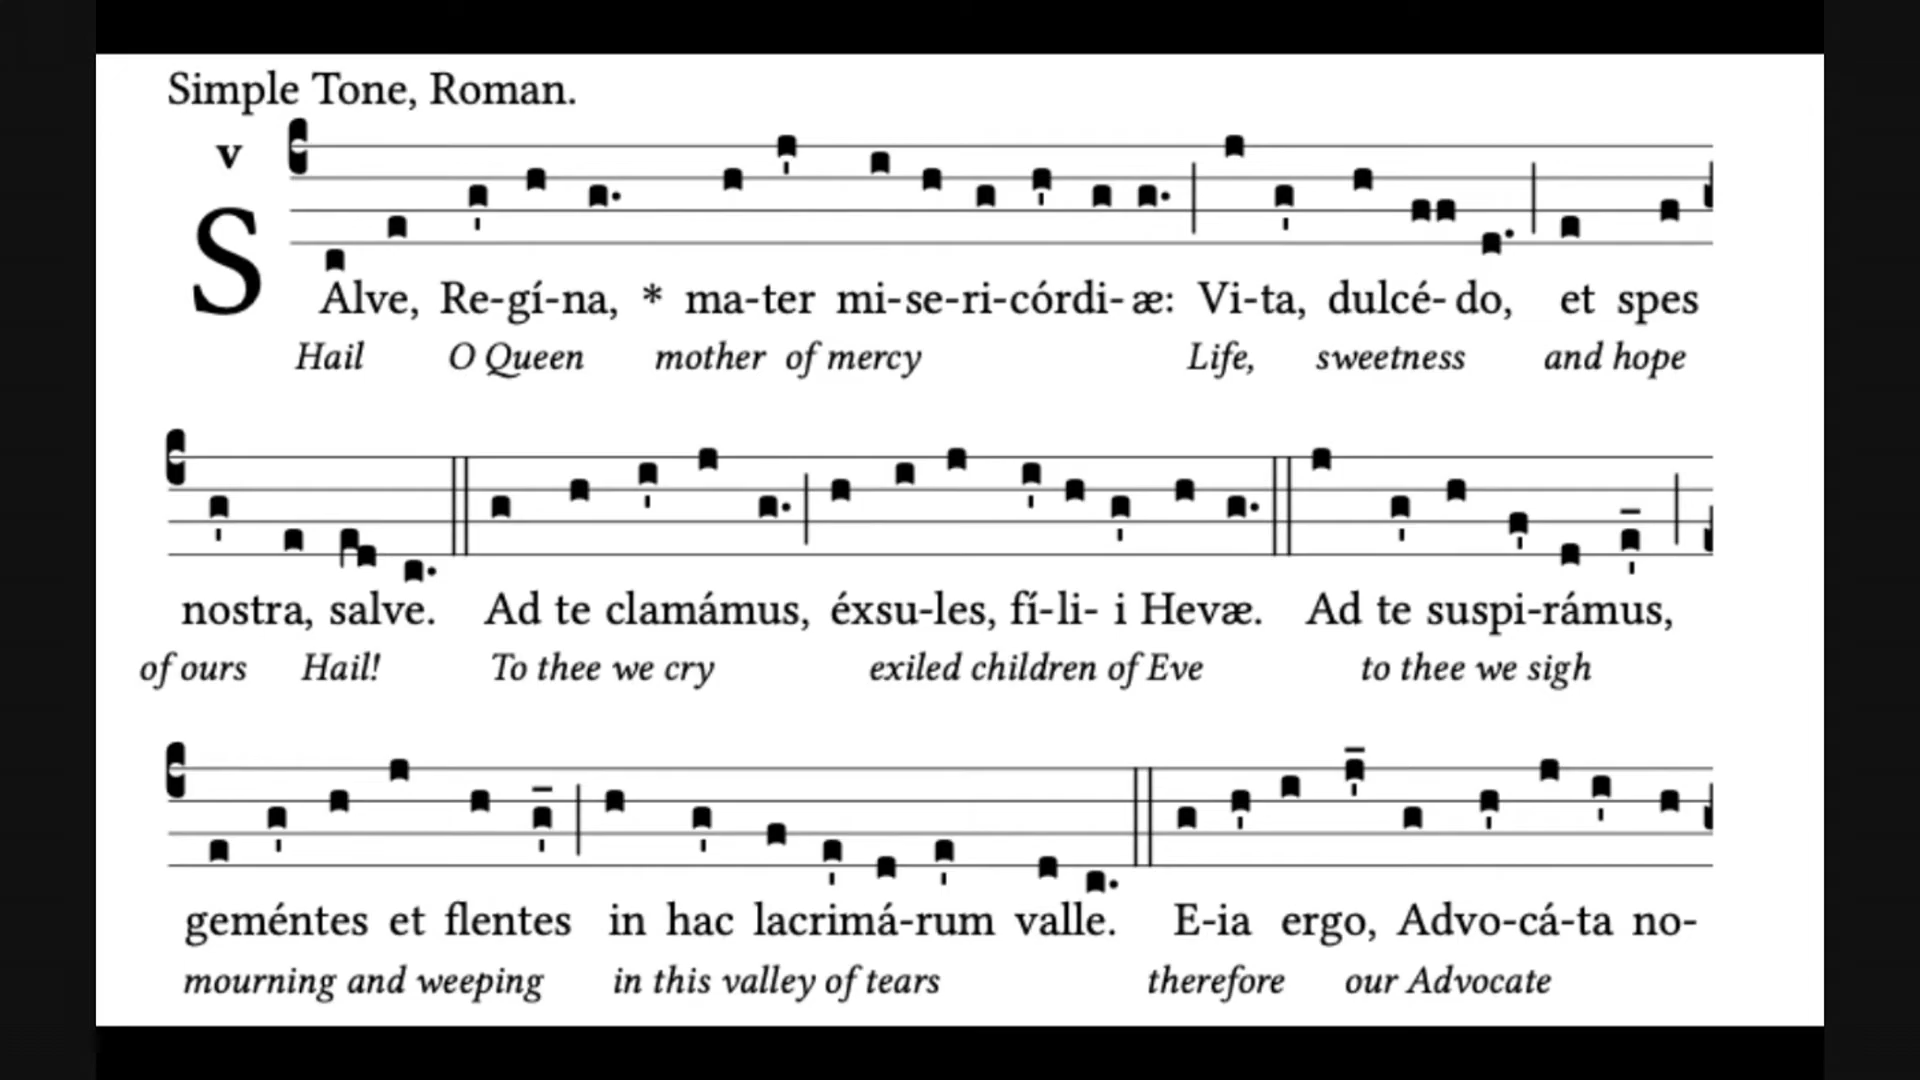 Simple Tone, Roman.
v
SAlve, Re-gí-na, * ma-ter mi-se-ri-córdi-æ: Vi-ta, dulcé-do, et spes
Hail O Queen mother of mercy Life, sweetness and hope
nostra, salve. Ad te clamámus, éxsu-les, fí-li- i Hevæ. Ad te suspi-rámus,
of ours Hail! To thee we cry exiled children of Eve to thee we sigh
geméntes et flentes in hac lacrimá-rum valle. E-ia ergo, Advo-cá-ta no-
mourning and weeping in this valley of tears therefore our Advocate